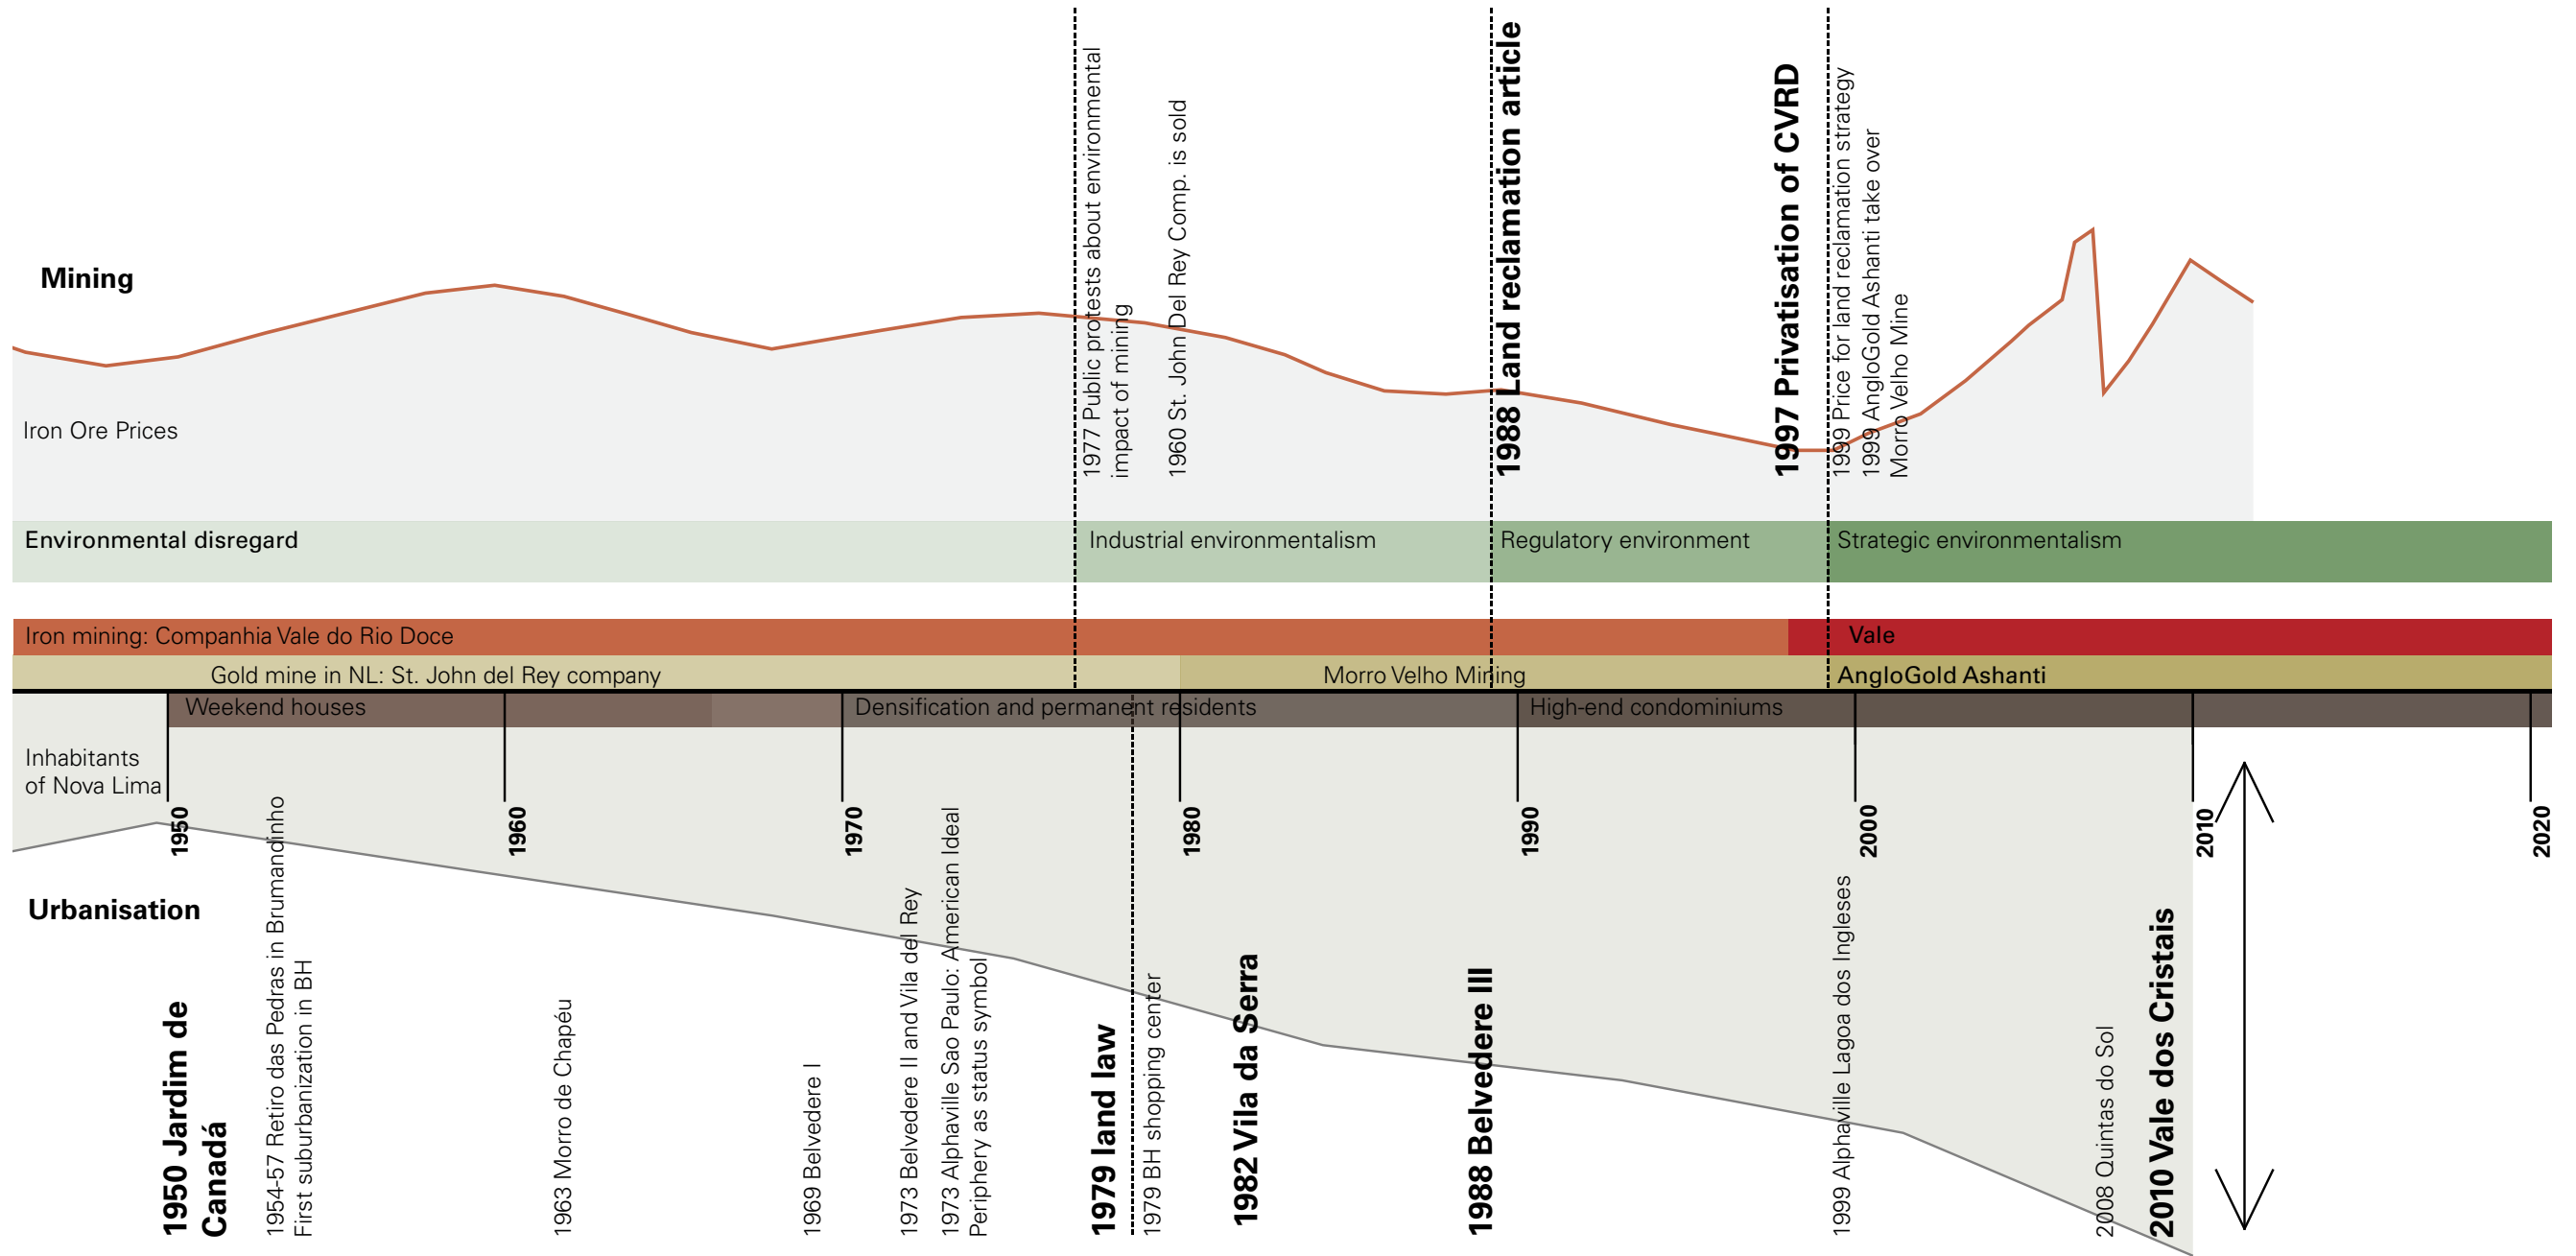 Mining
Iron Ore Prices
1977 Public protests about environmental
impact of mining
1960 St. John Del Rey Comp. is sold
1988 Land reclamation article
1997 Privatisation of CVRD
1999 Price for land reclamation strategy
1999 AngloGold Ashanti take over
Morro Velho Mine
Environmental disregard
Industrial environmentalism
Regulatory environment
Strategic environmentalism
Iron mining: Companhia Vale do Rio Doce
Vale
Gold mine in NL: St. John del Rey company
Morro Velho Mining
AngloGold Ashanti
Weekend houses
Densification and permanent residents
High-end condominiums
Inhabitants
of Nova Lima
1950
1960
1970
1980
1990
2000
2010
2020
Urbanisation
1950 Jardim de
Canadá
1954-57 Retiro das Pedras in Brumandinho
First suburbanization in BH
1963 Morro de Chapéu
1969 Belvedere I
1973 Belvedere II and Vila del Rey
1973 Alphaville Sao Paulo: American Ideal
Periphery as status symbol
1979 land law
1979 BH shopping center
1982 Vila da Serra
1988 Belvedere III
1999 Alphaville Lagoa dos Ingleses
2008 Quintas do Sol
2010 Vale dos Cristais